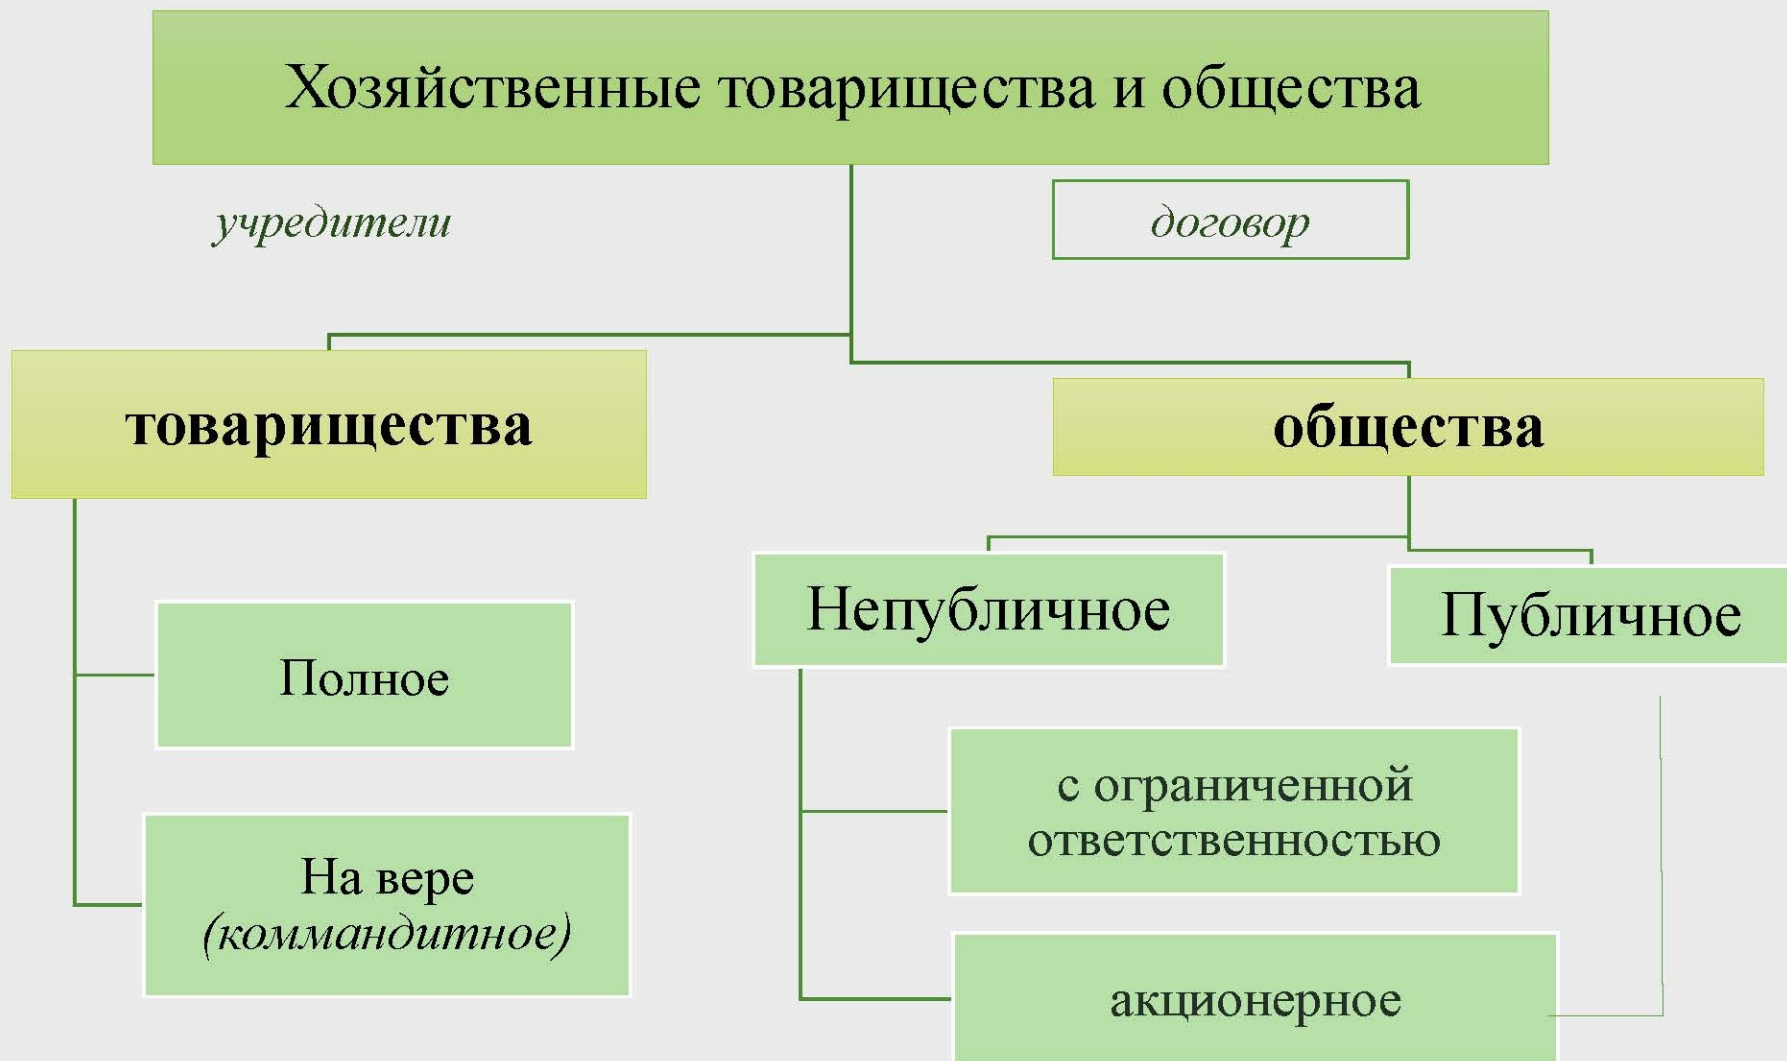 Хозяйственные товарищества и общества
учредители
договор
товарищества
общества
Непубличное
Публичное
Полное
с ограниченной
ответственностью
На вере
(коммандитное)
акционерное